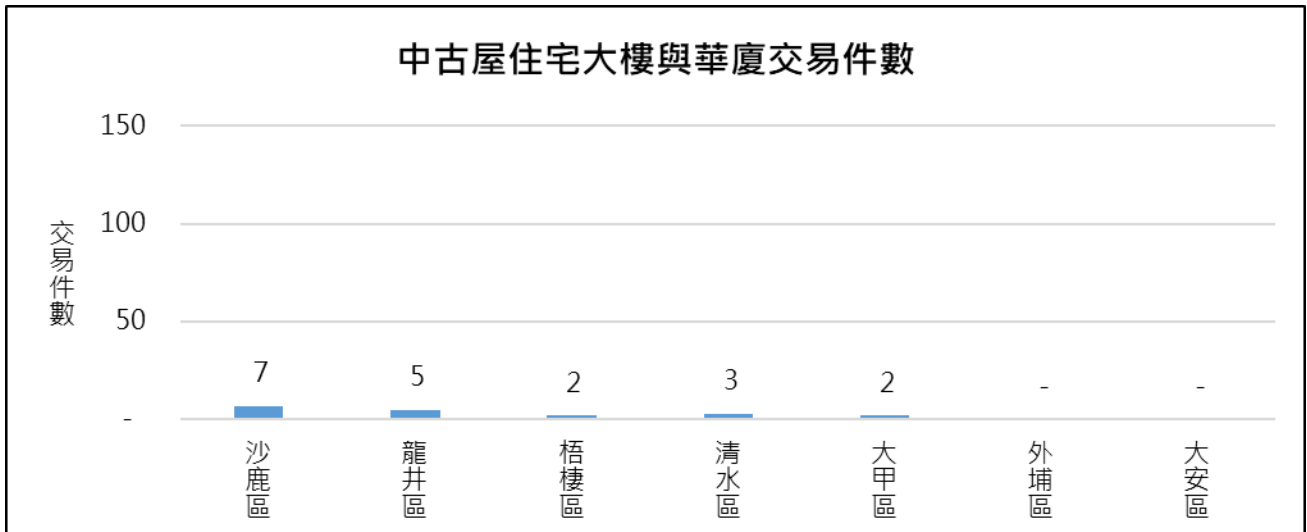 中古屋住宅大樓與華廈交易件數
交易件數
150
100
50
-
7
5
2
3
2
-
-
沙鹿區
龍井區
梧棲區
清水區
大甲區
外埔區
大安區